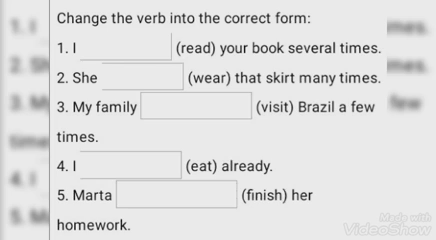 Change the verb into the correct form:
1. I (read) your book several times.
2. She (wear) that skirt many times.
3. My family (visit) Brazil a few
times.
4. I (eat) already.
5. Marta (finish) her
homework.
Made with
VideoShow